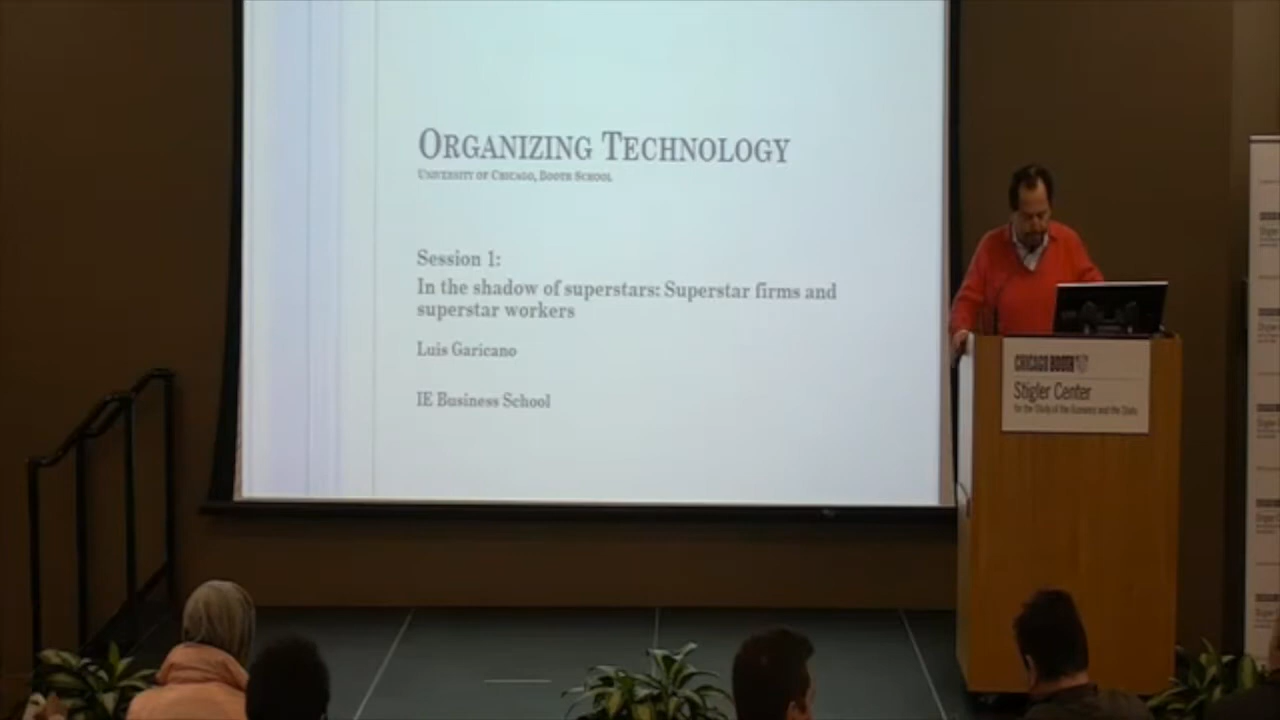 ORGANIZING TECHNOLOGY
UNIVERSITY OF CHICAGO, BOOTH SCHOOL
Session 1:
In the shadow of superstars: Superstar firms and
superstar workers
Luis Garicano
IE Business School
CHICAGO BOOTH
Stigler Center
for the Study of the Economy and the State